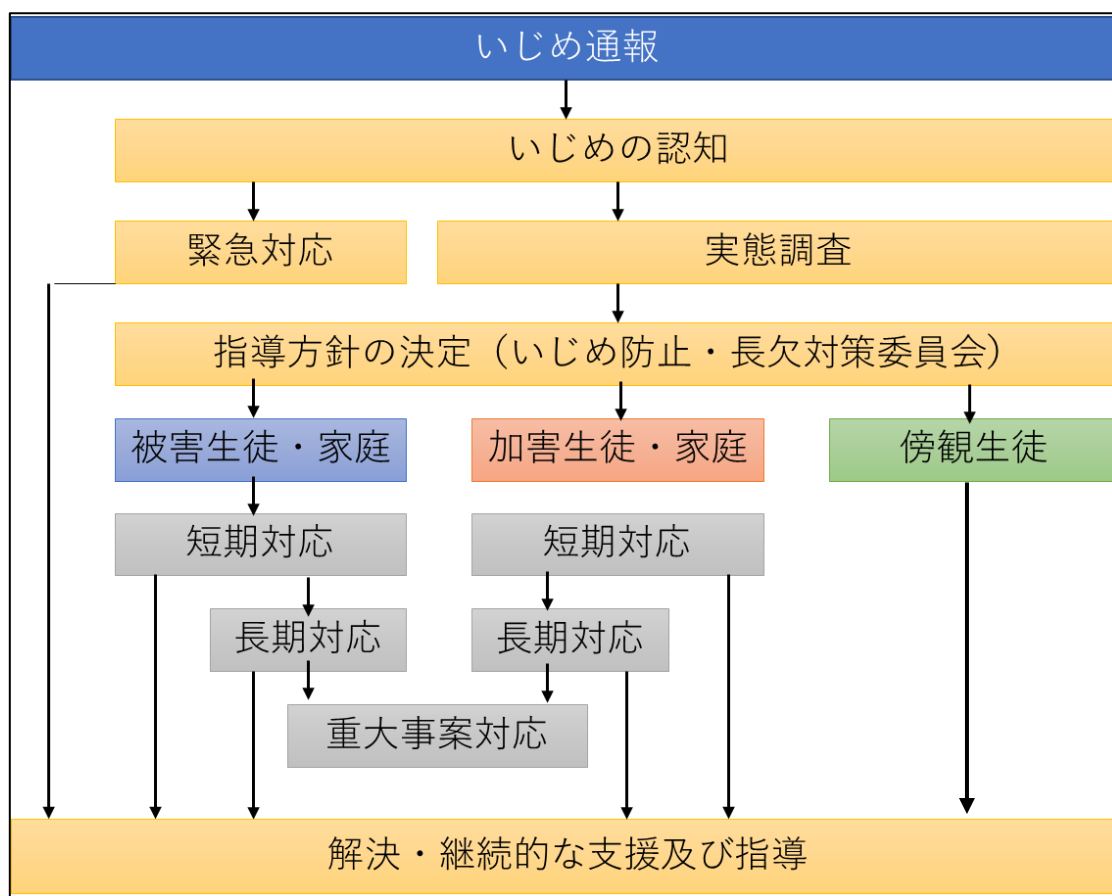 いじめ通報
いじめの認知
緊急対応
実態調査
指導方針の決定（いじめ防止・長欠対策委員会）
被害生徒・家庭
加害生徒・家庭
傍観生徒
短期対応
短期対応
長期対応
長期対応
重大事案対応
解決・継続的な支援及び指導